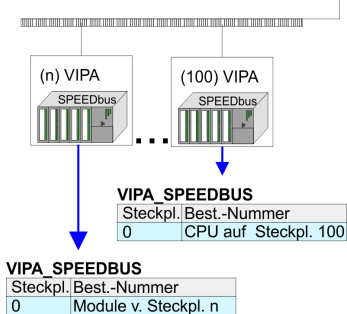 (n) VIPA
SPEEDbus
(100) VIPA
SPEEDbus
VIPA_SPEEDBUS
Steckpl. Best.-Nummer
0 CPU auf Steckpl. 100
VIPA_SPEEDBUS
Steckpl. Best.-Nummer
0 Module v. Steckpl. n